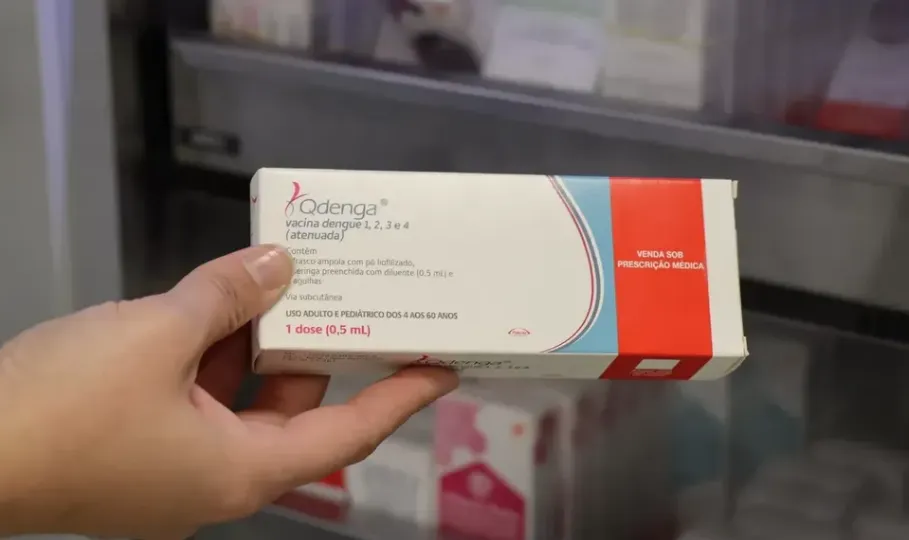 Qdenga®
vacina dengue 1, 2, 3 e 4
(atenuada)
Contém
frasco ampola com pó liofilizado,
seringa preenchida com diluente (0,5 ml) e
agulhas
Via subcutânea
USO ADULTO E PEDIÁTRICO DOS 4 AOS 60 ANOS
1 dose (0,5 mL)
VENDA SOB
PRESCRIÇÃO MÉDICA
Qdenga®